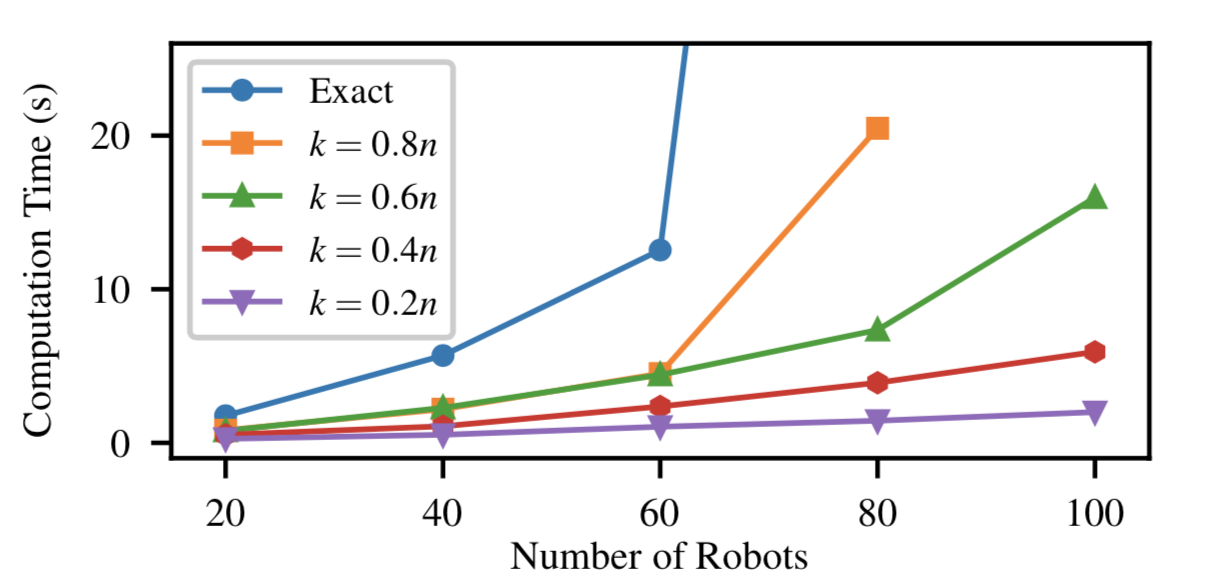 Computation Time (s)
20
10
0
Exact
k = 0.8n
k = 0.6n
k = 0.4n
k = 0.2n
20 40 60 80 100
Number of Robots